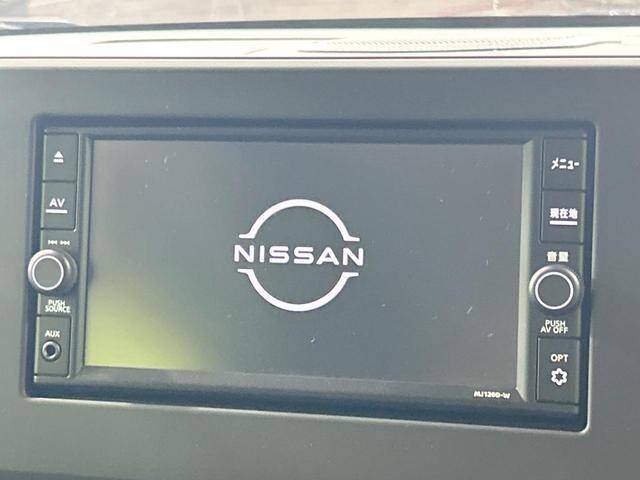 AV
PUSH
SOURCE
AUX
NISSAN
メニュー
現在地
音量
PUSH
AV OFF
OPT
MJ120D-W